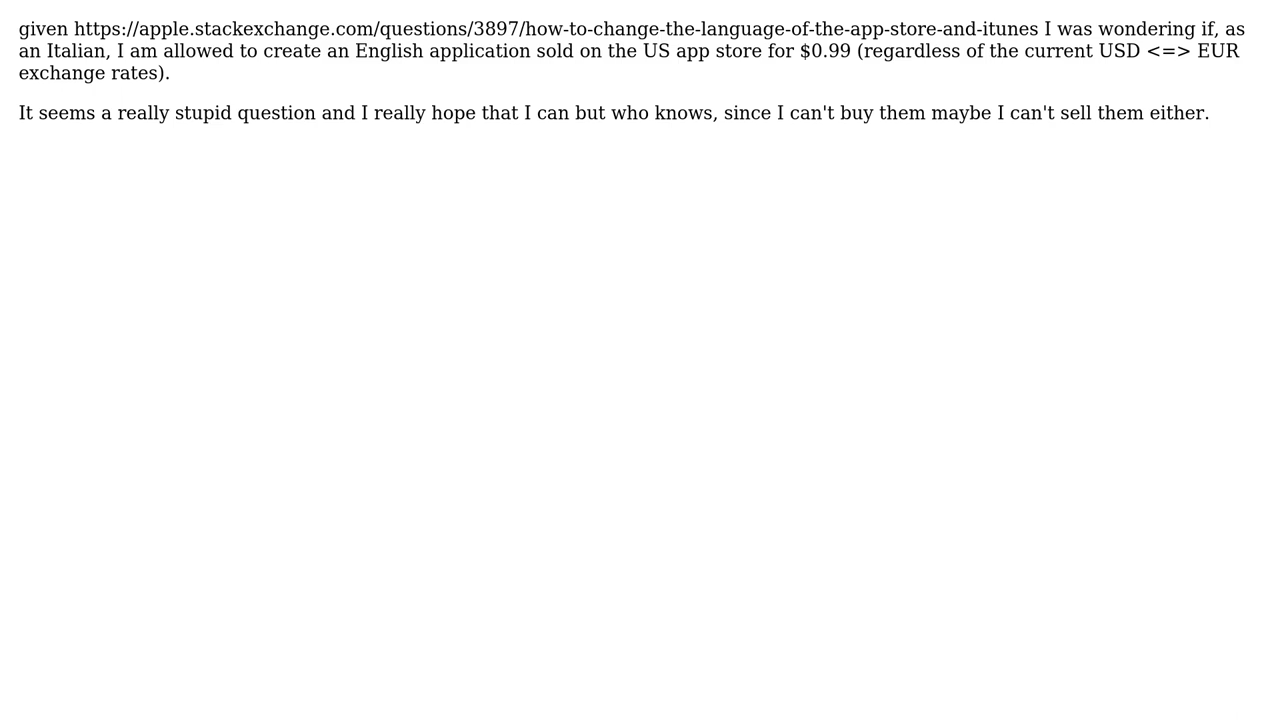 given https://apple.stackexchange.com/questions/3897/how-to-change-the-language-of-the-app-store-and-itunes I was wondering if, as
an Italian, I am allowed to create an English application sold on the US app store for $0.99 (regardless of the current USD <=> EUR
exchange rates).
It seems a really stupid question and I really hope that I can but who knows, since I can't buy them maybe I can't sell them either.